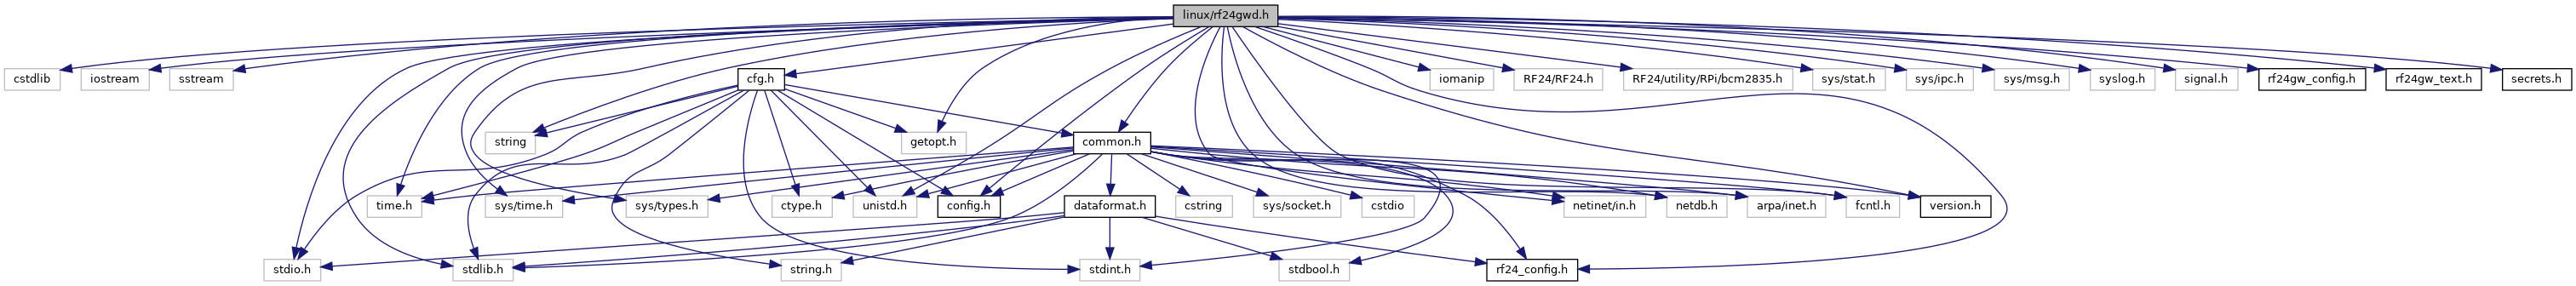 linux/rf24gwd.h
cstdlib
iostream
sstream
cfg.h
iomanip
RF24/RF24.h
RF24/utility/RPi/bcm2835.h
sys/stat.h
sys/ipc.h
sys/msg.h
syslog.h
signal.h
rf24gw_config.h
rf24gw_text.h
secrets.h
string
getopt.h
common.h
time.h
sys/time.h
sys/types.h
ctype.h
unistd.h
config.h
dataformat.h
cstring
sys/socket.h
cstdio
netinet/in.h
netdb.h
arpa/inet.h
fcntl.h
version.h
stdio.h
stdlib.h
string.h
stdint.h
stdbool.h
rf24_config.h